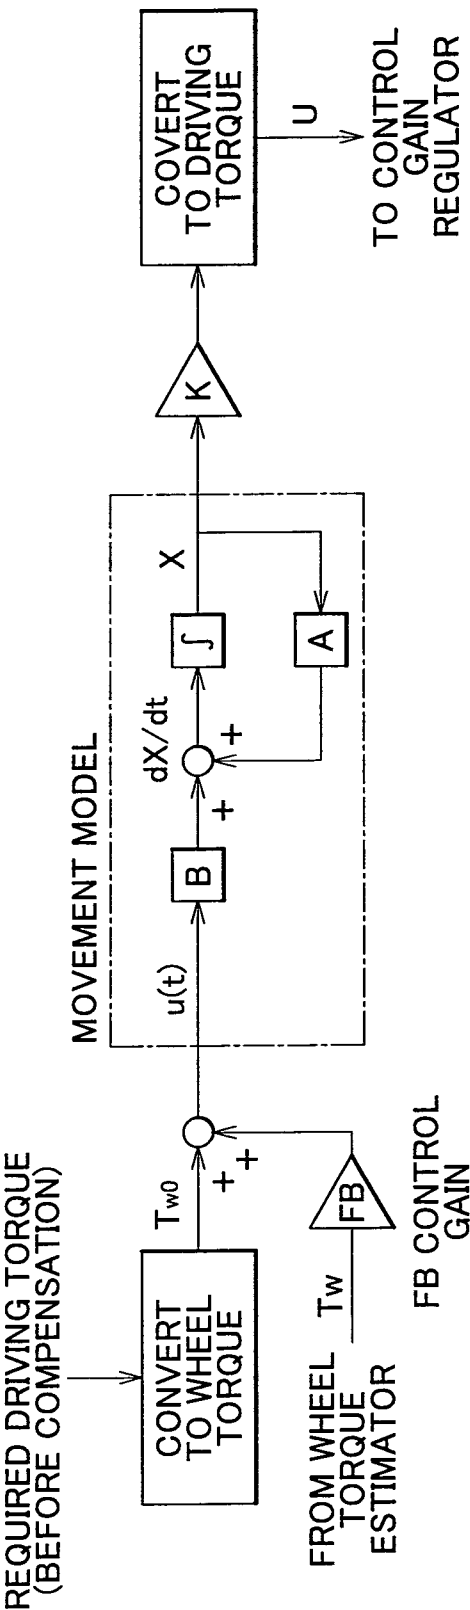 REQUIRED DRIVING TORQUE
(BEFORE COMPENSATION)
CONVERT
TO WHEEL
TORQUE
Tw0
+
+
FROM WHEEL
TORQUE
ESTIMATOR
Tw
FB
FB CONTROL
GAIN
MOVEMENT MODEL
u(t)
B
+
dX/dt
+
∫
X
A
K
COVERT
TO DRIVING
TORQUE
U
TO CONTROL
GAIN
REGULATOR